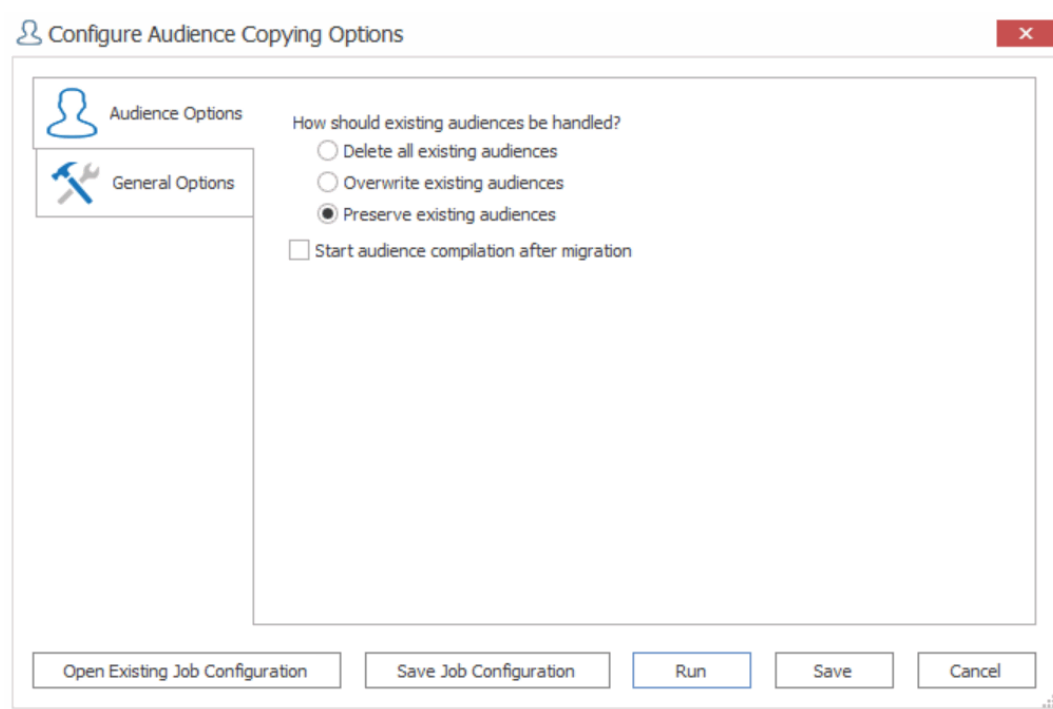 Configure Audience Copying Options
Audience Options
General Options
How should existing audiences be handled?
Delete all existing audiences
Overwrite existing audiences
Preserve existing audiences
Start audience compilation after migration
Open Existing Job Configuration
Save Job Configuration
Run
Save
Cancel